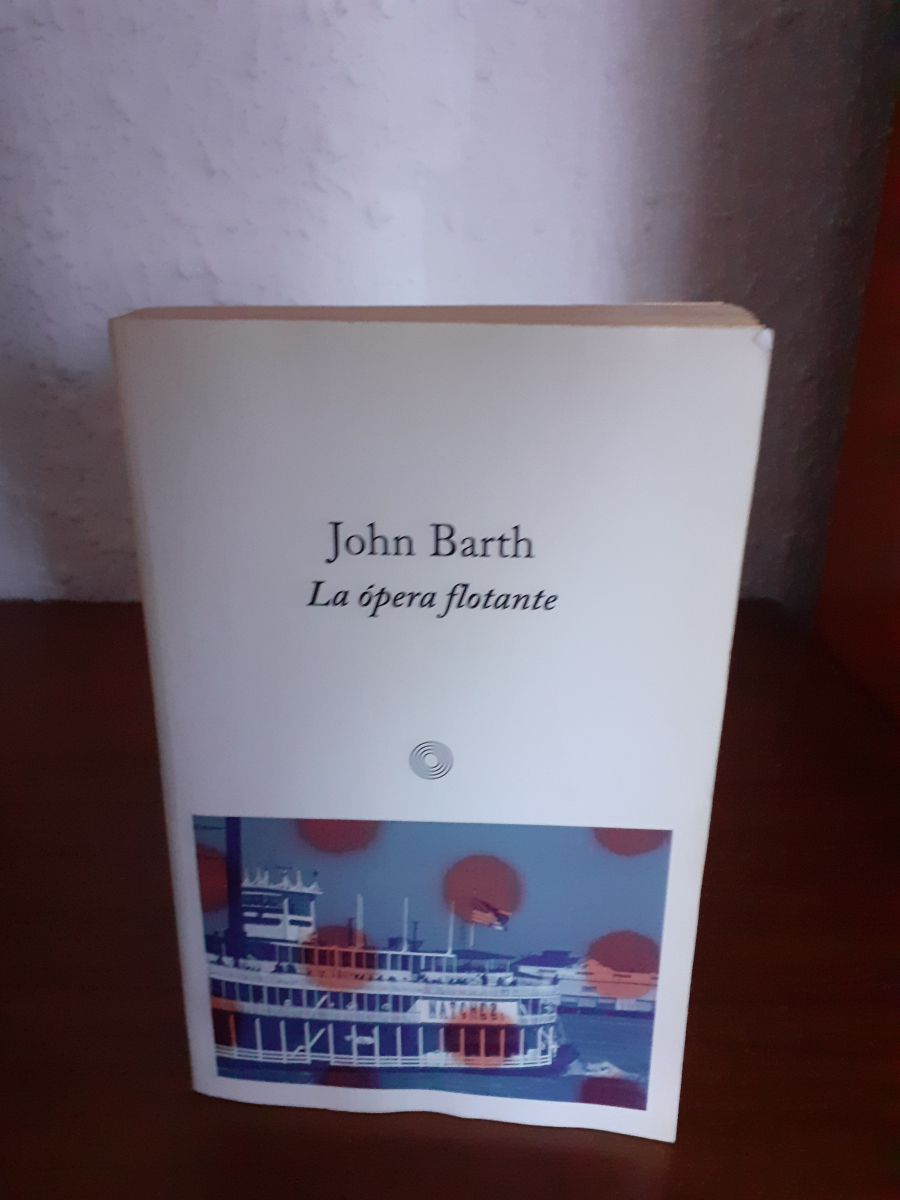 John Barth
La ópera flotante
NATCHEZ